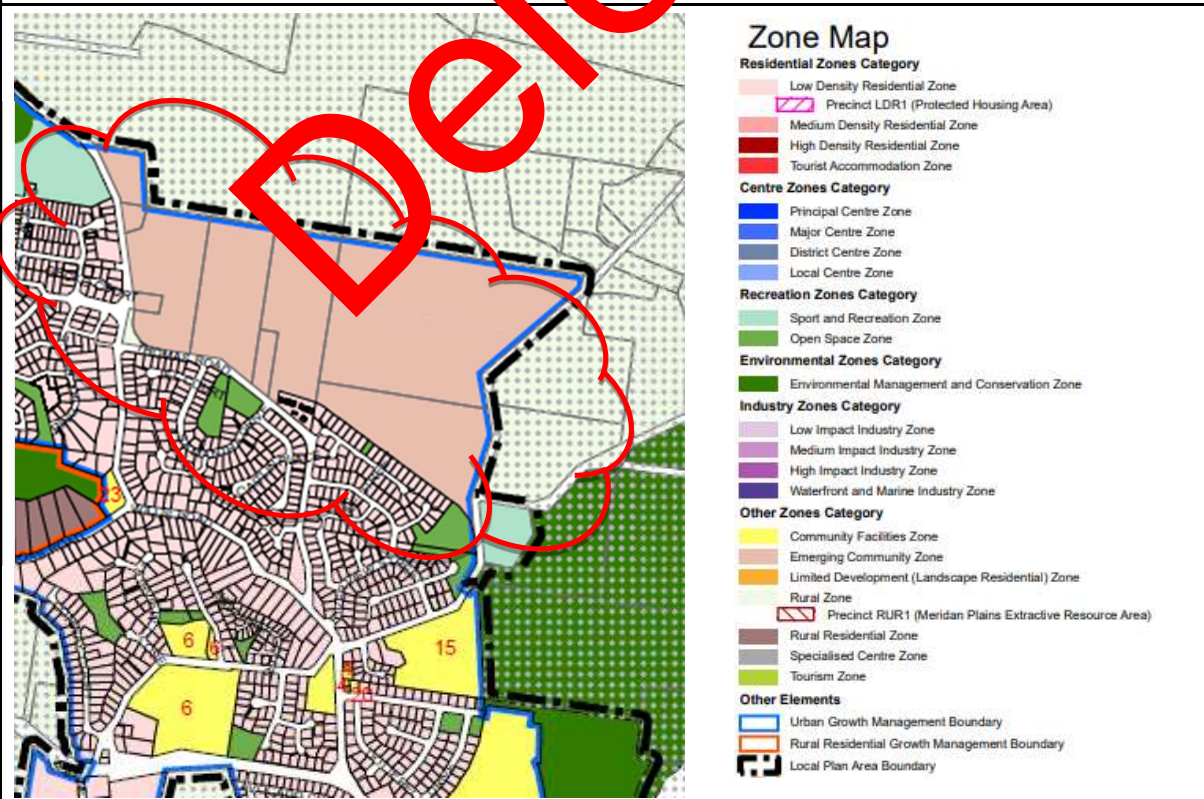 Dele
Zone Map
Residential Zones Category
Low Density Residential Zone
Precinct LDR1 (Protected Housing Area)
Medium Density Residential Zone
High Density Residential Zone
Tourist Accommodation Zone
Centre Zones Category
Principal Centre Zone
Major Centre Zone
District Centre Zone
Local Centre Zone
Recreation Zones Category
Sport and Recreation Zone
Open Space Zone
Environmental Zones Category
Environmental Management and Conservation Zone
Industry Zones Category
Low Impact Industry Zone
Medium Impact Industry Zone
High Impact Industry Zone
Waterfront and Marine Industry Zone
Other Zones Category
Community Facilities Zone
Emerging Community Zone
Limited Development (Landscape Residential) Zone
Rural Zone
Precinct RUR1 (Meridan Plains Extractive Resource Area)
Rural Residential Zone
Specialised Centre Zone
Tourism Zone
Other Elements
Urban Growth Management Boundary
Rural Residential Growth Management Boundary
Local Plan Area Boundary
23
6
6
15
6